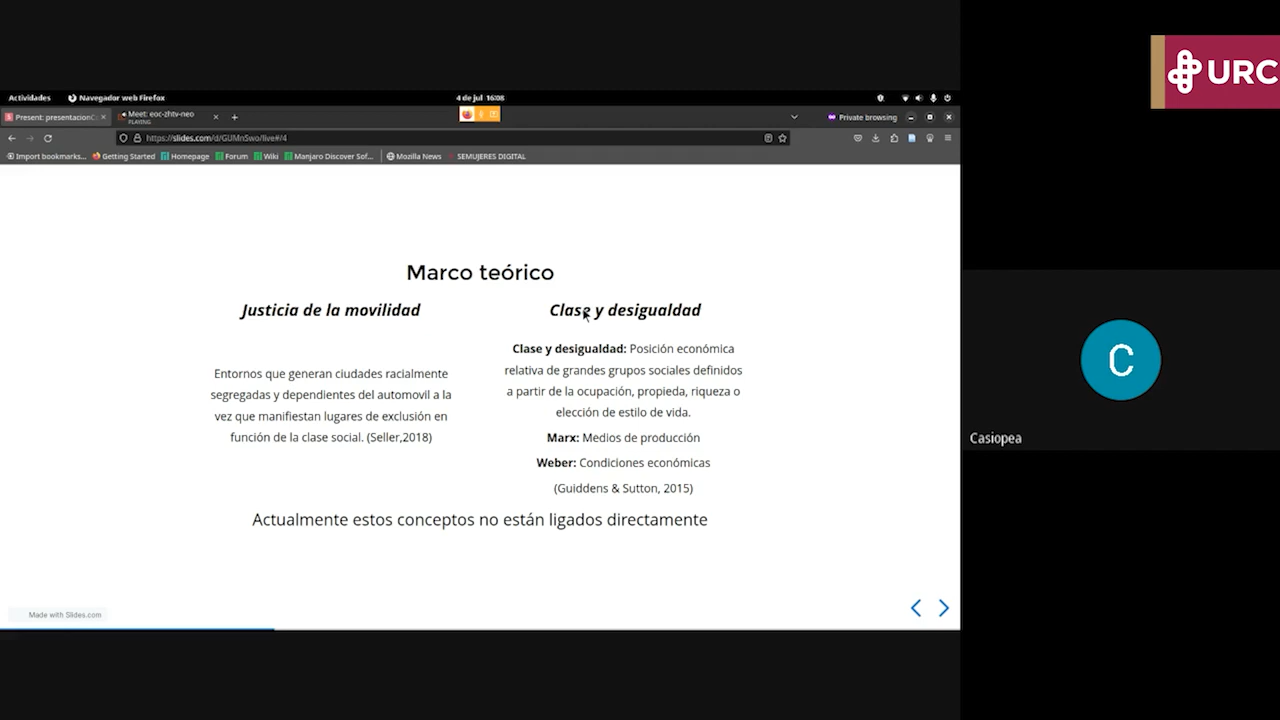 URC
Actividades
Navegador web Firefox
4 de jul 16:08
Present: presentacionC
Meet: eoc-zhtv-neo
PLAYING
Private browsing
https://slides.com/d/GUMnSwo/live#/4
Import bookmarks...
Getting Started
Homepage
Forum
Wiki
Manjaro Discover Sof...
Mozilla News
SEMUJERES DIGITAL
Marco teórico
Justicia de la movilidad
Entornos que generan ciudades racialmente
segregadas y dependientes del automovil a la
vez que manifiestan lugares de exclusión en
función de la clase social. (Seller,2018)
Clase y desigualdad
Clase y desigualdad: Posición económica
relativa de grandes grupos sociales definidos
a partir de la ocupación, propieda, riqueza o
elección de estilo de vida.
Marx: Medios de producción
Weber: Condiciones económicas
(Guiddens & Sutton, 2015)
Actualmente estos conceptos no están ligados directamente
Made with Slides.com
C
Casiopea